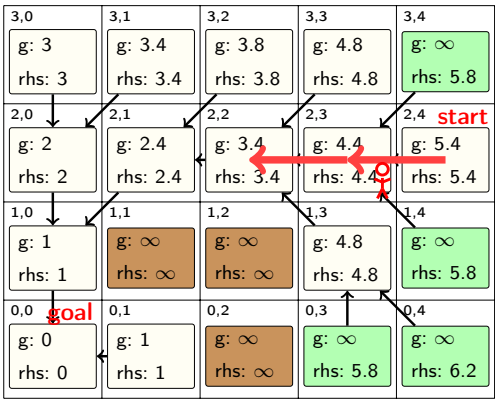 3,0 3,1 3,2 3,3 3,4
g: 3 g: 3.4 g: 3.8 g: 4.8 g: ∞
rhs: 3 rhs: 3.4 rhs: 3.8 rhs: 4.8 rhs: 5.8
2,0 2,1 2,2 2,3 2,4
start
g: 2 g: 2.4 g: 3.4 g: 4.4 g: 5.4
rhs: 2 rhs: 2.4 rhs: 3.4 rhs: 4.4 rhs: 5.4
1,0 1,1 1,2 1,3 1,4
g: 1 g: ∞ g: ∞ g: 4.8 g: ∞
rhs: 1 rhs: ∞ rhs: ∞ rhs: 4.8 rhs: 5.8
0,0 0,1 0,2 0,3 0,4
goal
g: 0 g: 1 g: ∞ g: ∞ g: ∞
rhs: 0 rhs: 1 rhs: ∞ rhs: 5.8 rhs: 6.2